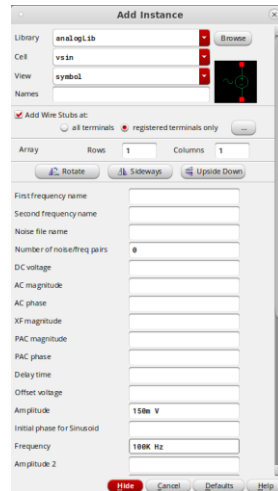 Add Instance
Library analogLib Browse
Cell vsin
View symbol
Names
Add Wire Stubs at:
all terminals registered terminals only ...
Array Rows 1 Columns 1
Rotate Sideways Upside Down
First frequency name
Second frequency name
Noise file name
Number of noise/freq pairs 0
DC voltage
AC magnitude
AC phase
XF magnitude
PAC magnitude
PAC phase
Delay time
Offset voltage
Amplitude 150m V
Initial phase for Sinusoid
Frequency 100K Hz
Amplitude 2
Hide Cancel Defaults Help